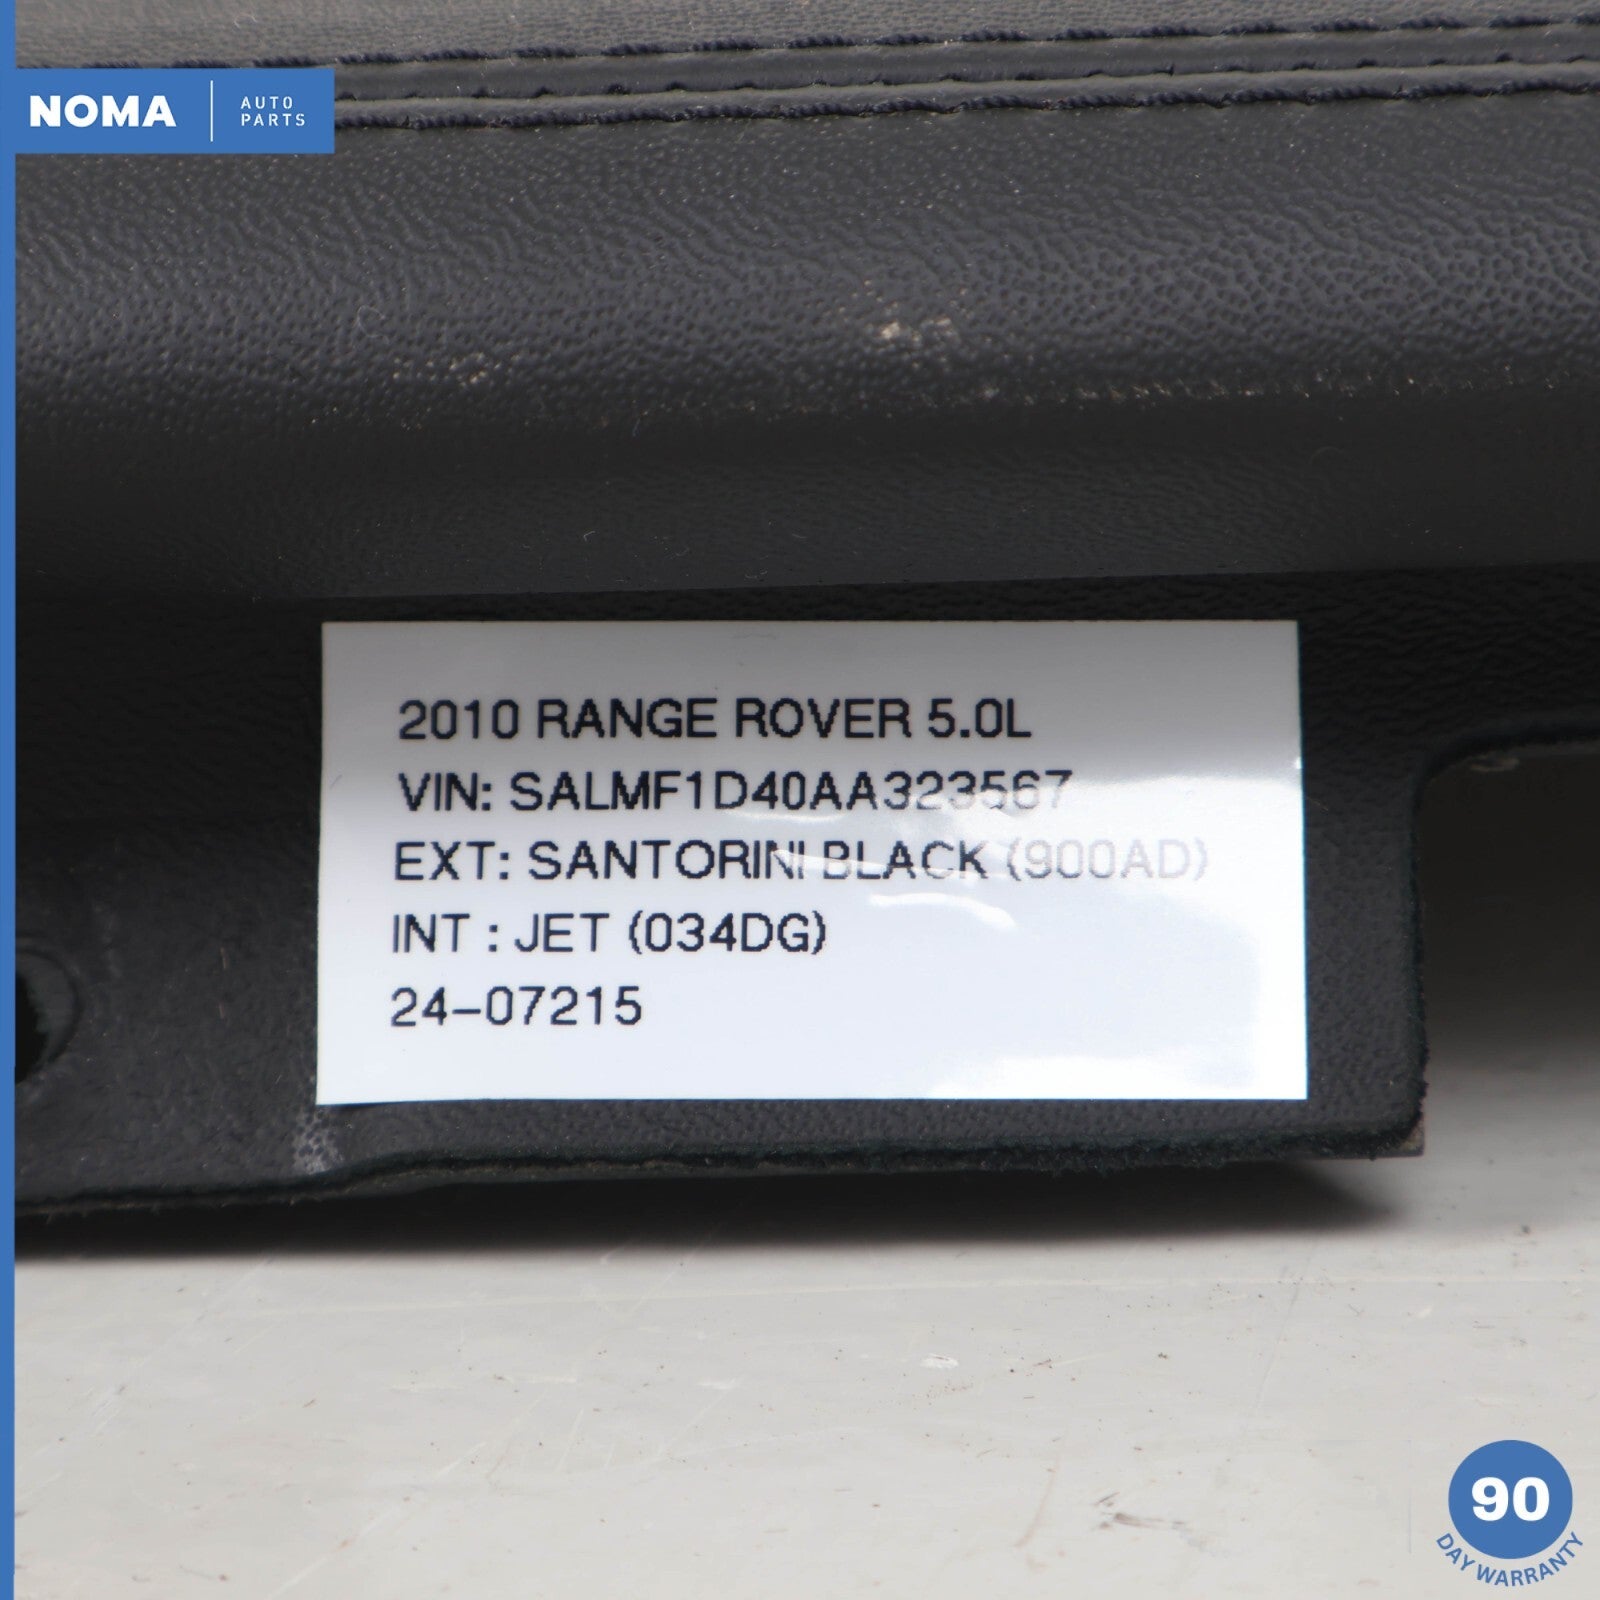 NOMA
AUTO
PARTS
2010 RANGE ROVER 5.0L
VIN: SALMF1D40AA323567
EXT: SANTORINI BLACK (900AD)
INT : JET (034DG)
24-07215
90
DAY WARRANTY